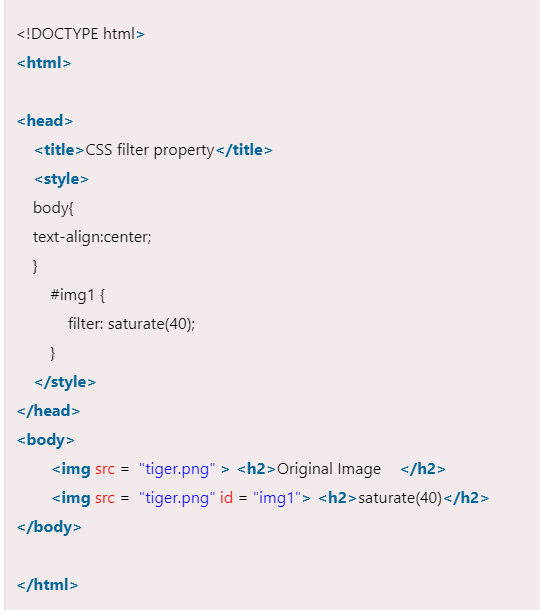 <!DOCTYPE html>
<html>
<head>
<title>CSS filter property</title>
<style>
body{
text-align:center;
}
#img1 {
filter: saturate(40);
}
</style>
</head>
<body>
<img src = "tiger.png" > <h2>Original Image </h2>
<img src = "tiger.png" id = "img1"> <h2>saturate(40)</h2>
</body>
</html>